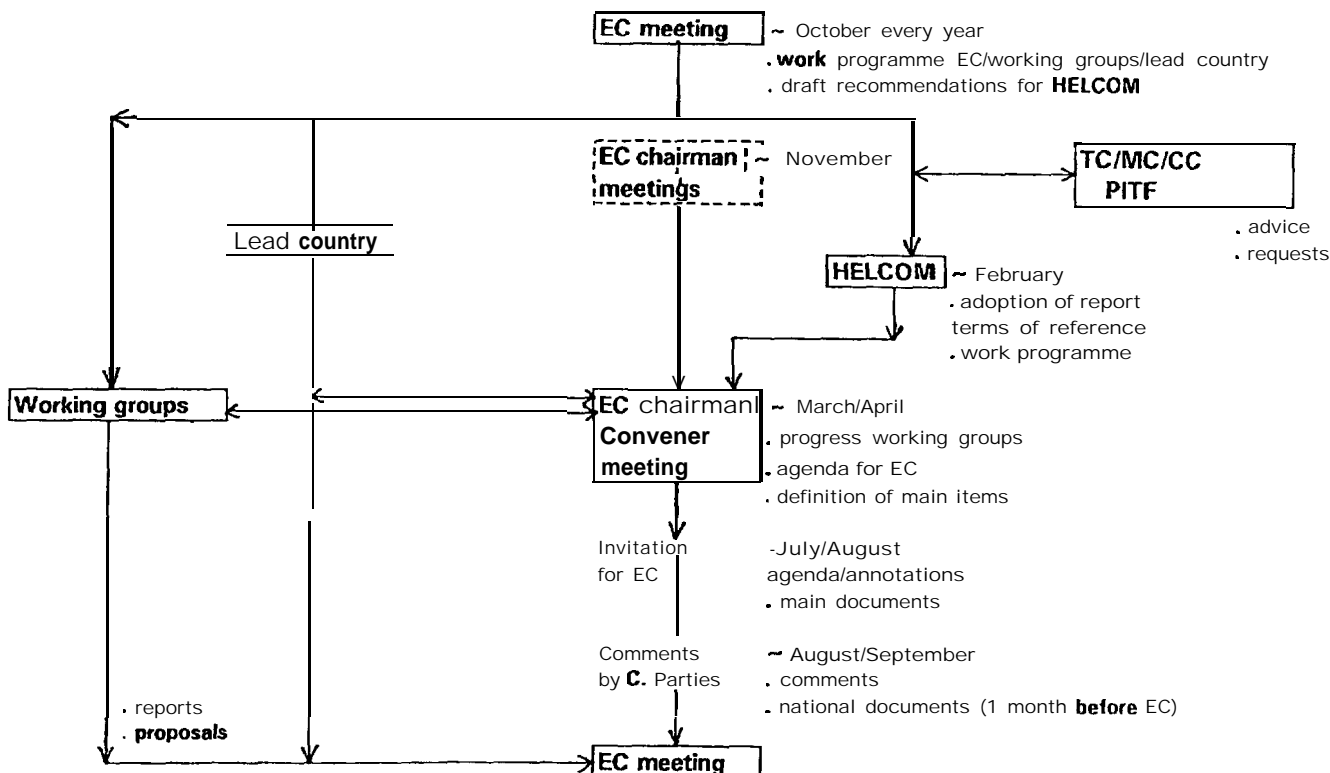 EC meeting ~ October every year
. work programme EC/working groups/lead country
. draft recommendations for HELCOM
EC chairman ~ November
meetings
TC/MC/CC
PITF
. advice
. requests
Lead country
HELCOM ~ February
. adoption of report
terms of reference
. work programme
Working groups
EC chairmanl ~ March/April
Convener . progress working groups
meeting . agenda for EC
. definition of main items
Invitation -July/August
for EC agenda/annotations
. main documents
Comments ~ August/September
by C. Parties . comments
. national documents (1 month before EC)
. reports
. proposals
EC meeting